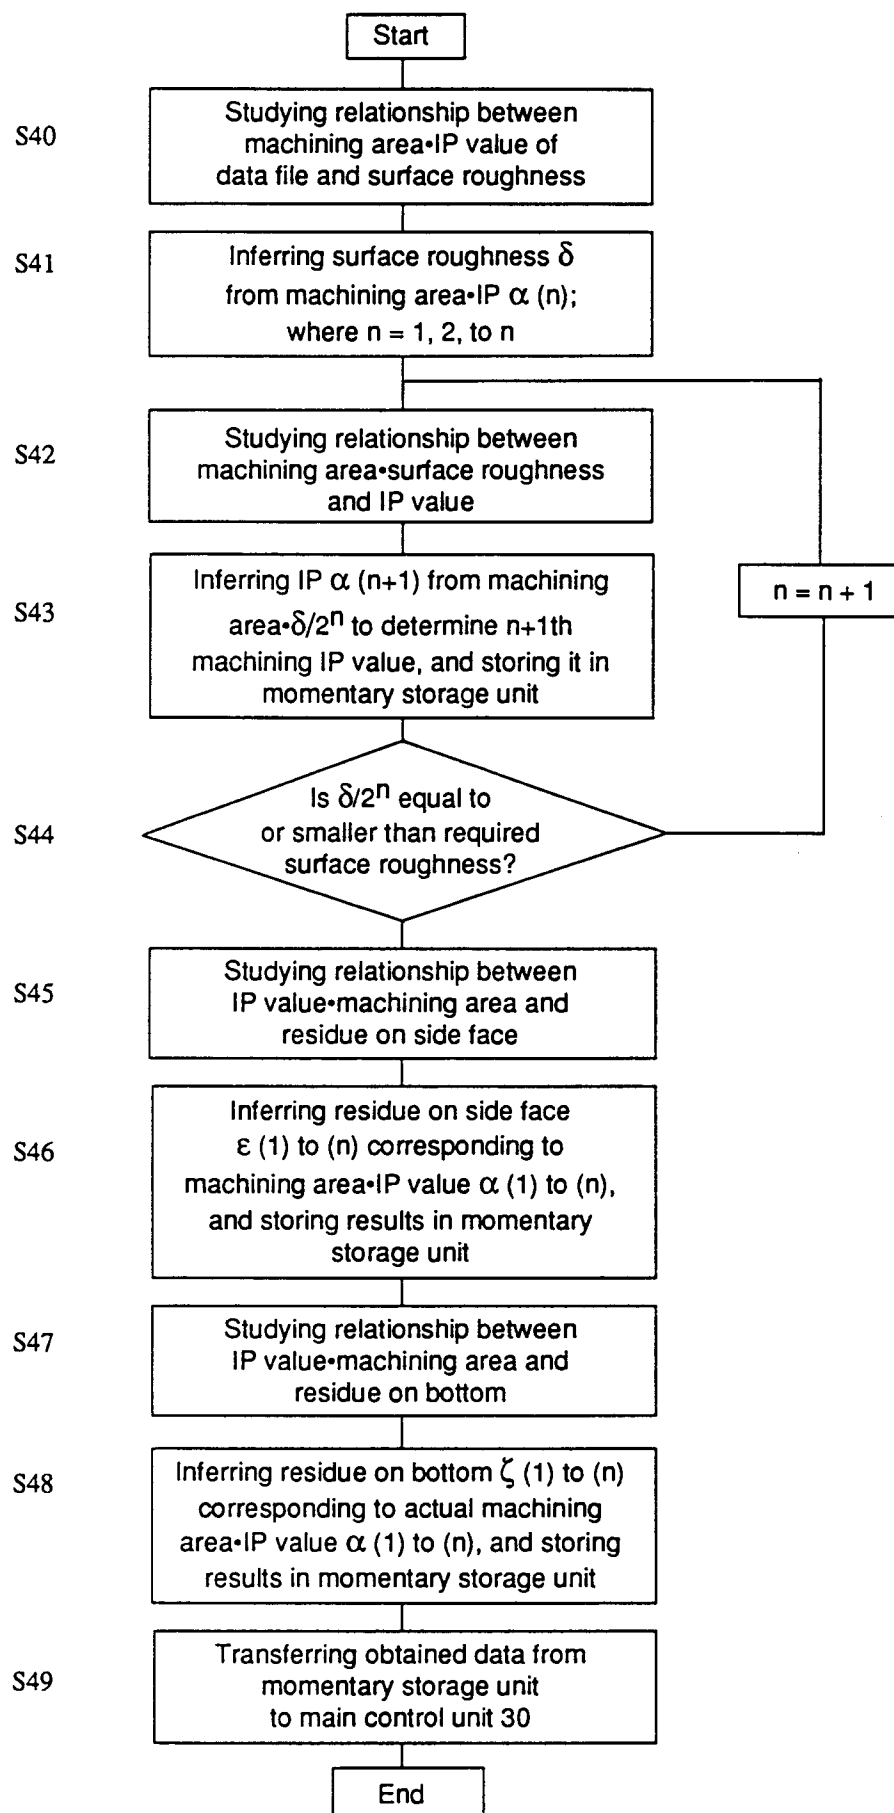 Start
S40
Studying relationship between
machining area•IP value of
data file and surface roughness
S41
Inferring surface roughness δ
from machining area•IP α (n);
where n = 1, 2, to n
S42
Studying relationship between
machining area•surface roughness
and IP value
S43
Inferring IP α (n+1) from machining
area•δ/2ⁿ to determine n+1th
machining IP value, and storing it in
momentary storage unit
n = n + 1
S44
Is δ/2ⁿ equal to
or smaller than required
surface roughness?
S45
Studying relationship between
IP value•machining area and
residue on side face
S46
Inferring residue on side face
ε (1) to (n) corresponding to
machining area•IP value α (1) to (n),
and storing results in momentary
storage unit
S47
Studying relationship between
IP value•machining area and
residue on bottom
S48
Inferring residue on bottom ζ (1) to (n)
corresponding to actual machining
area•IP value α (1) to (n), and storing
results in momentary storage unit
S49
Transferring obtained data from
momentary storage unit
to main control unit 30
End